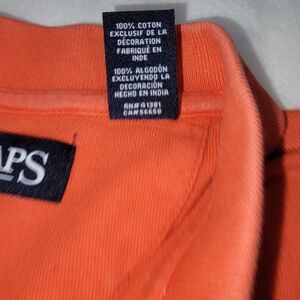 100% COTON
EXCLUSIF DE LA
DÉCORATION
FABRIQUÉ EN
INDE
100% ALGODÓN
EXCLUYENDO LA
DECORACIÓN
HECHO EN INDIA
RN#41381
CA#56650
APS